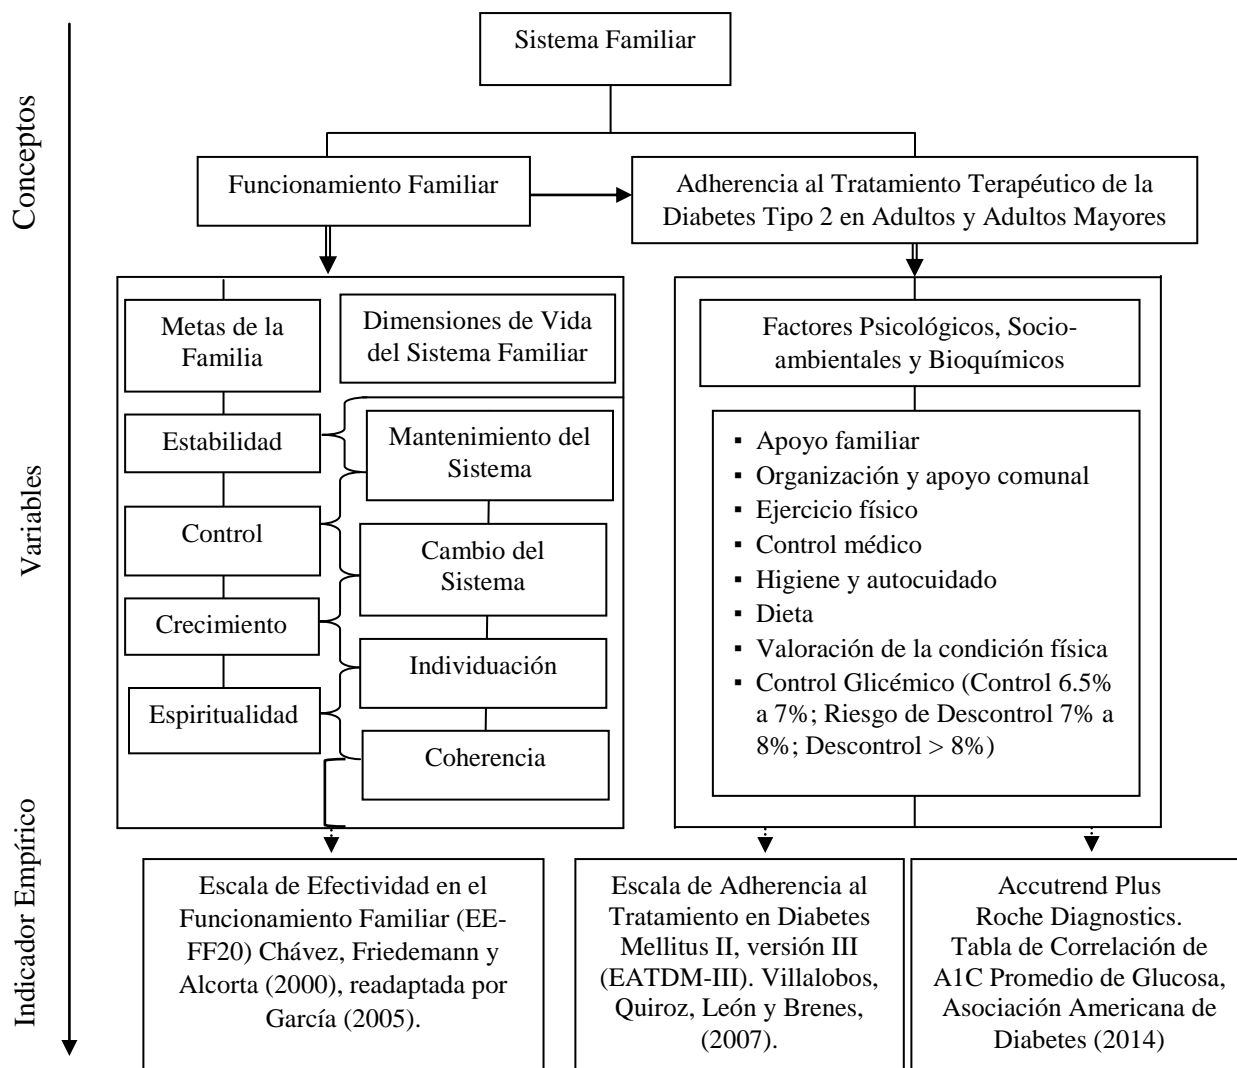 Sistema Familiar
Conceptos
Funcionamiento Familiar
Adherencia al Tratamiento Terapéutico de la
Diabetes Tipo 2 en Adultos y Adultos Mayores
Variables
Metas de la
Familia
Dimensiones de Vida
del Sistema Familiar
Estabilidad
Control
Crecimiento
Espiritualidad
Mantenimiento del
Sistema
Cambio del
Sistema
Individuación
Coherencia
Factores Psicológicos, Socio-
ambientales y Bioquímicos
▪ Apoyo familiar
▪ Organización y apoyo comunal
▪ Ejercicio físico
▪ Control médico
▪ Higiene y autocuidado
▪ Dieta
▪ Valoración de la condición física
▪ Control Glicémico (Control 6.5%
a 7%; Riesgo de Descontrol 7% a
8%; Descontrol > 8%)
Indicador Empírico
Escala de Efectividad en el
Funcionamiento Familiar (EE-
FF20) Chávez, Friedemann y
Alcorta (2000), readaptada por
García (2005).
Escala de Adherencia al
Tratamiento en Diabetes
Mellitus II, versión III
(EATDM-III). Villalobos,
Quiroz, León y Brenes,
(2007).
Accutrend Plus
Roche Diagnostics.
Tabla de Correlación de
A1C Promedio de Glucosa,
Asociación Americana de
Diabetes (2014)